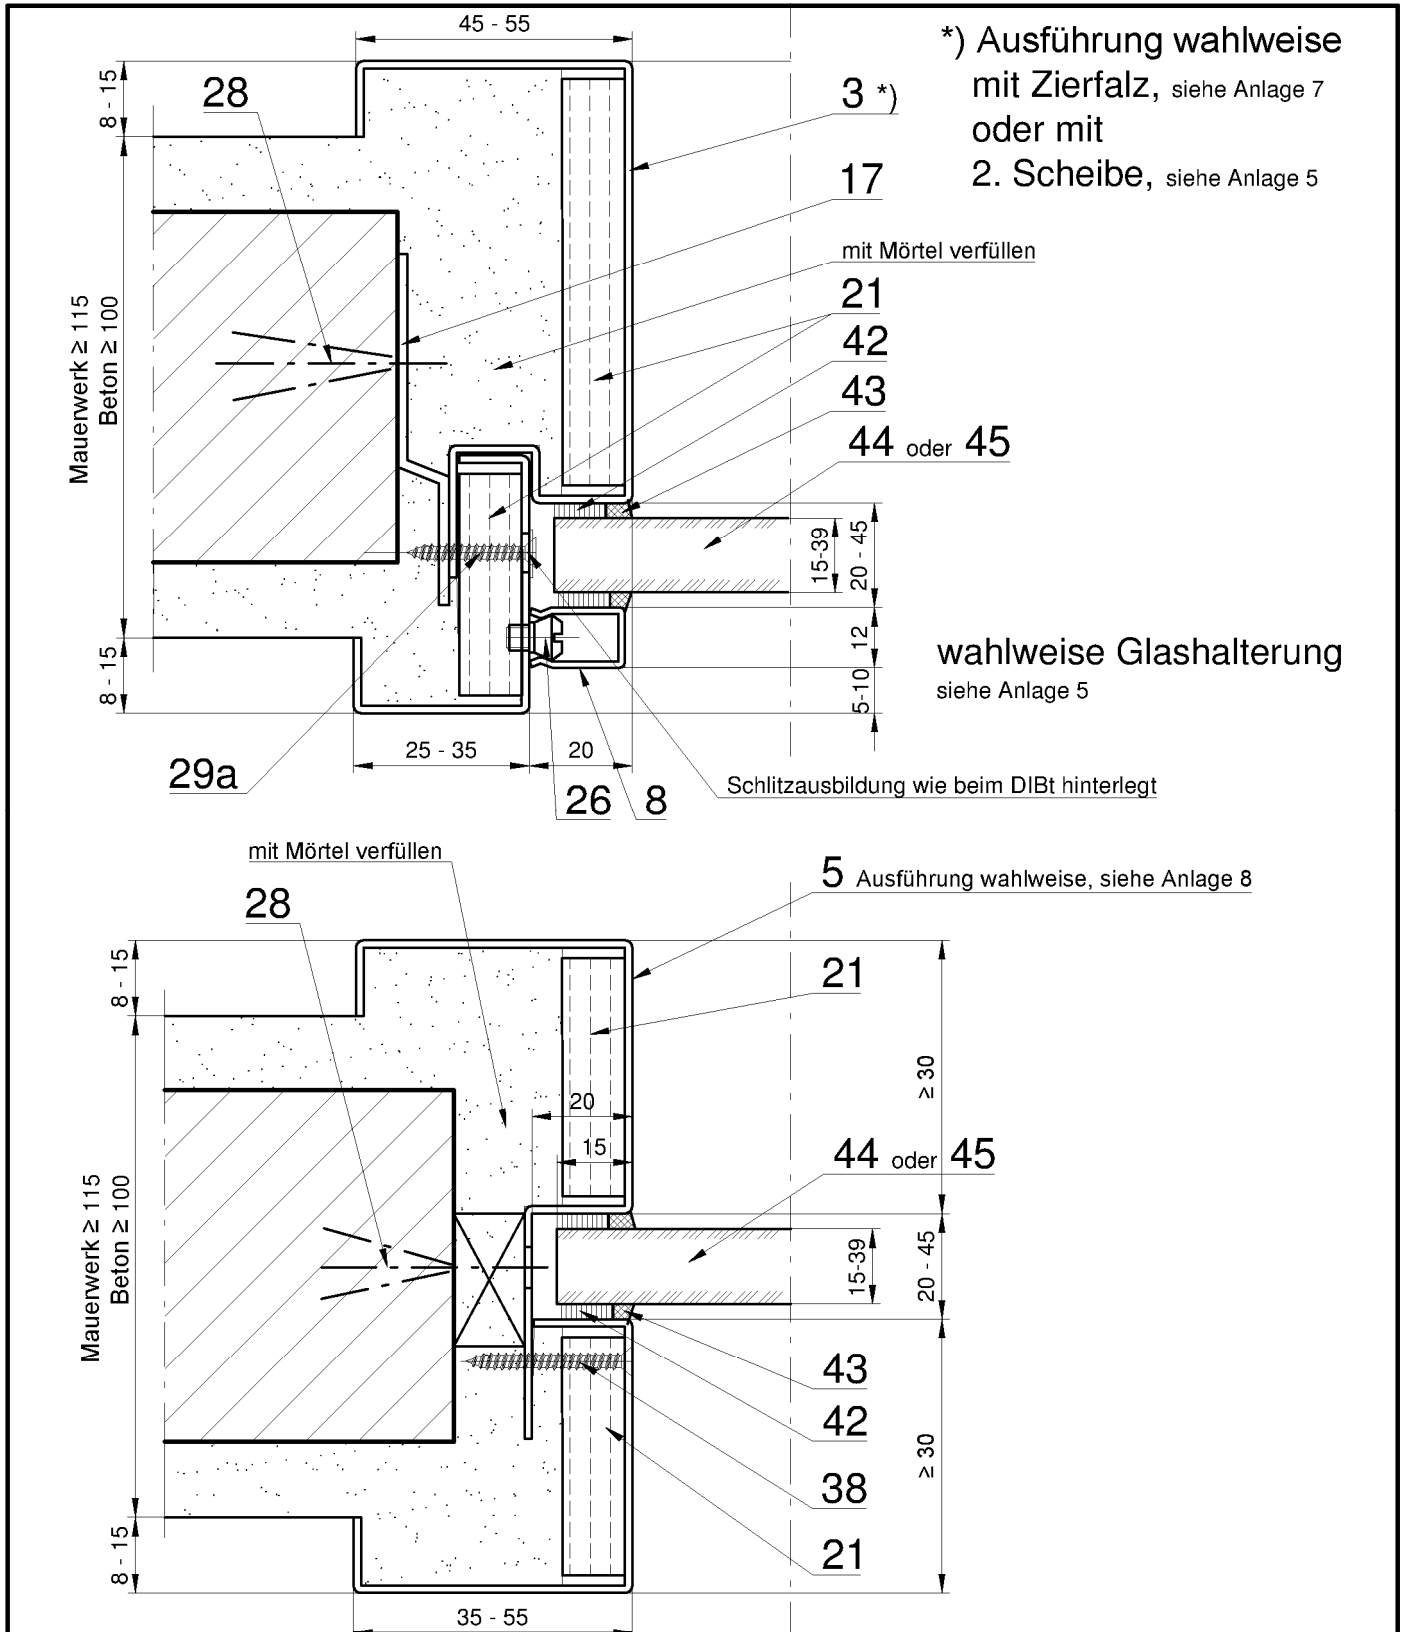 45 - 55
*) Ausführung wahlweise
mit Zierfalz, siehe Anlage 7
oder mit
2. Scheibe, siehe Anlage 5
8 - 15
28
3 *)
17
mit Mörtel verfüllen
21
42
43
44 oder 45
Mauerwerk ≥ 115
Beton ≥ 100
15-39
20 - 45
12
5-10
wahlweise Glashalterung
siehe Anlage 5
8 - 15
25 - 35
20
29a
26
8
Schlitzausbildung wie beim DIBt hinterlegt
mit Mörtel verfüllen
5 Ausführung wahlweise, siehe Anlage 8
28
8 - 15
21
≥ 30
20
15
44 oder 45
Mauerwerk ≥ 115
Beton ≥ 100
15-39
20 - 45
43
42
≥ 30
38
21
8 - 15
35 - 55